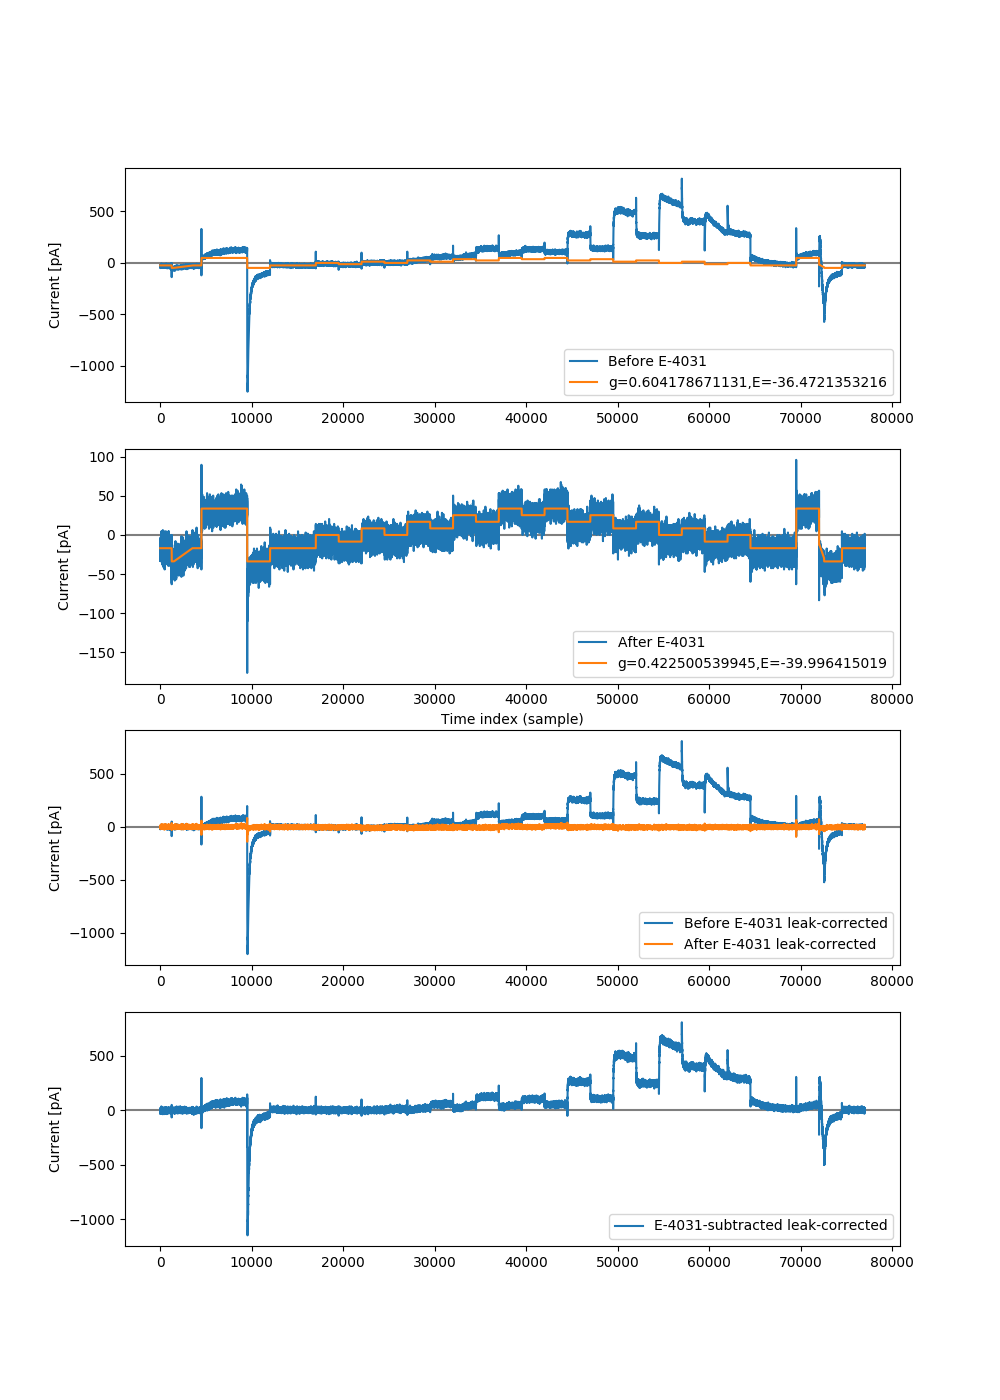 500
0
−500
−1000
Current [pA]
Before E-4031
g=0.604178671131,E=-36.4721353216
0 10000 20000 30000 40000 50000 60000 70000 80000
100
50
0
−50
−100
−150
Current [pA]
After E-4031
g=0.422500539945,E=-39.996415019
0 10000 20000 30000 40000 50000 60000 70000 80000
Time index (sample)
500
0
−500
−1000
Current [pA]
Before E-4031 leak-corrected
After E-4031 leak-corrected
0 10000 20000 30000 40000 50000 60000 70000 80000
500
0
−500
−1000
Current [pA]
E-4031-subtracted leak-corrected
0 10000 20000 30000 40000 50000 60000 70000 80000